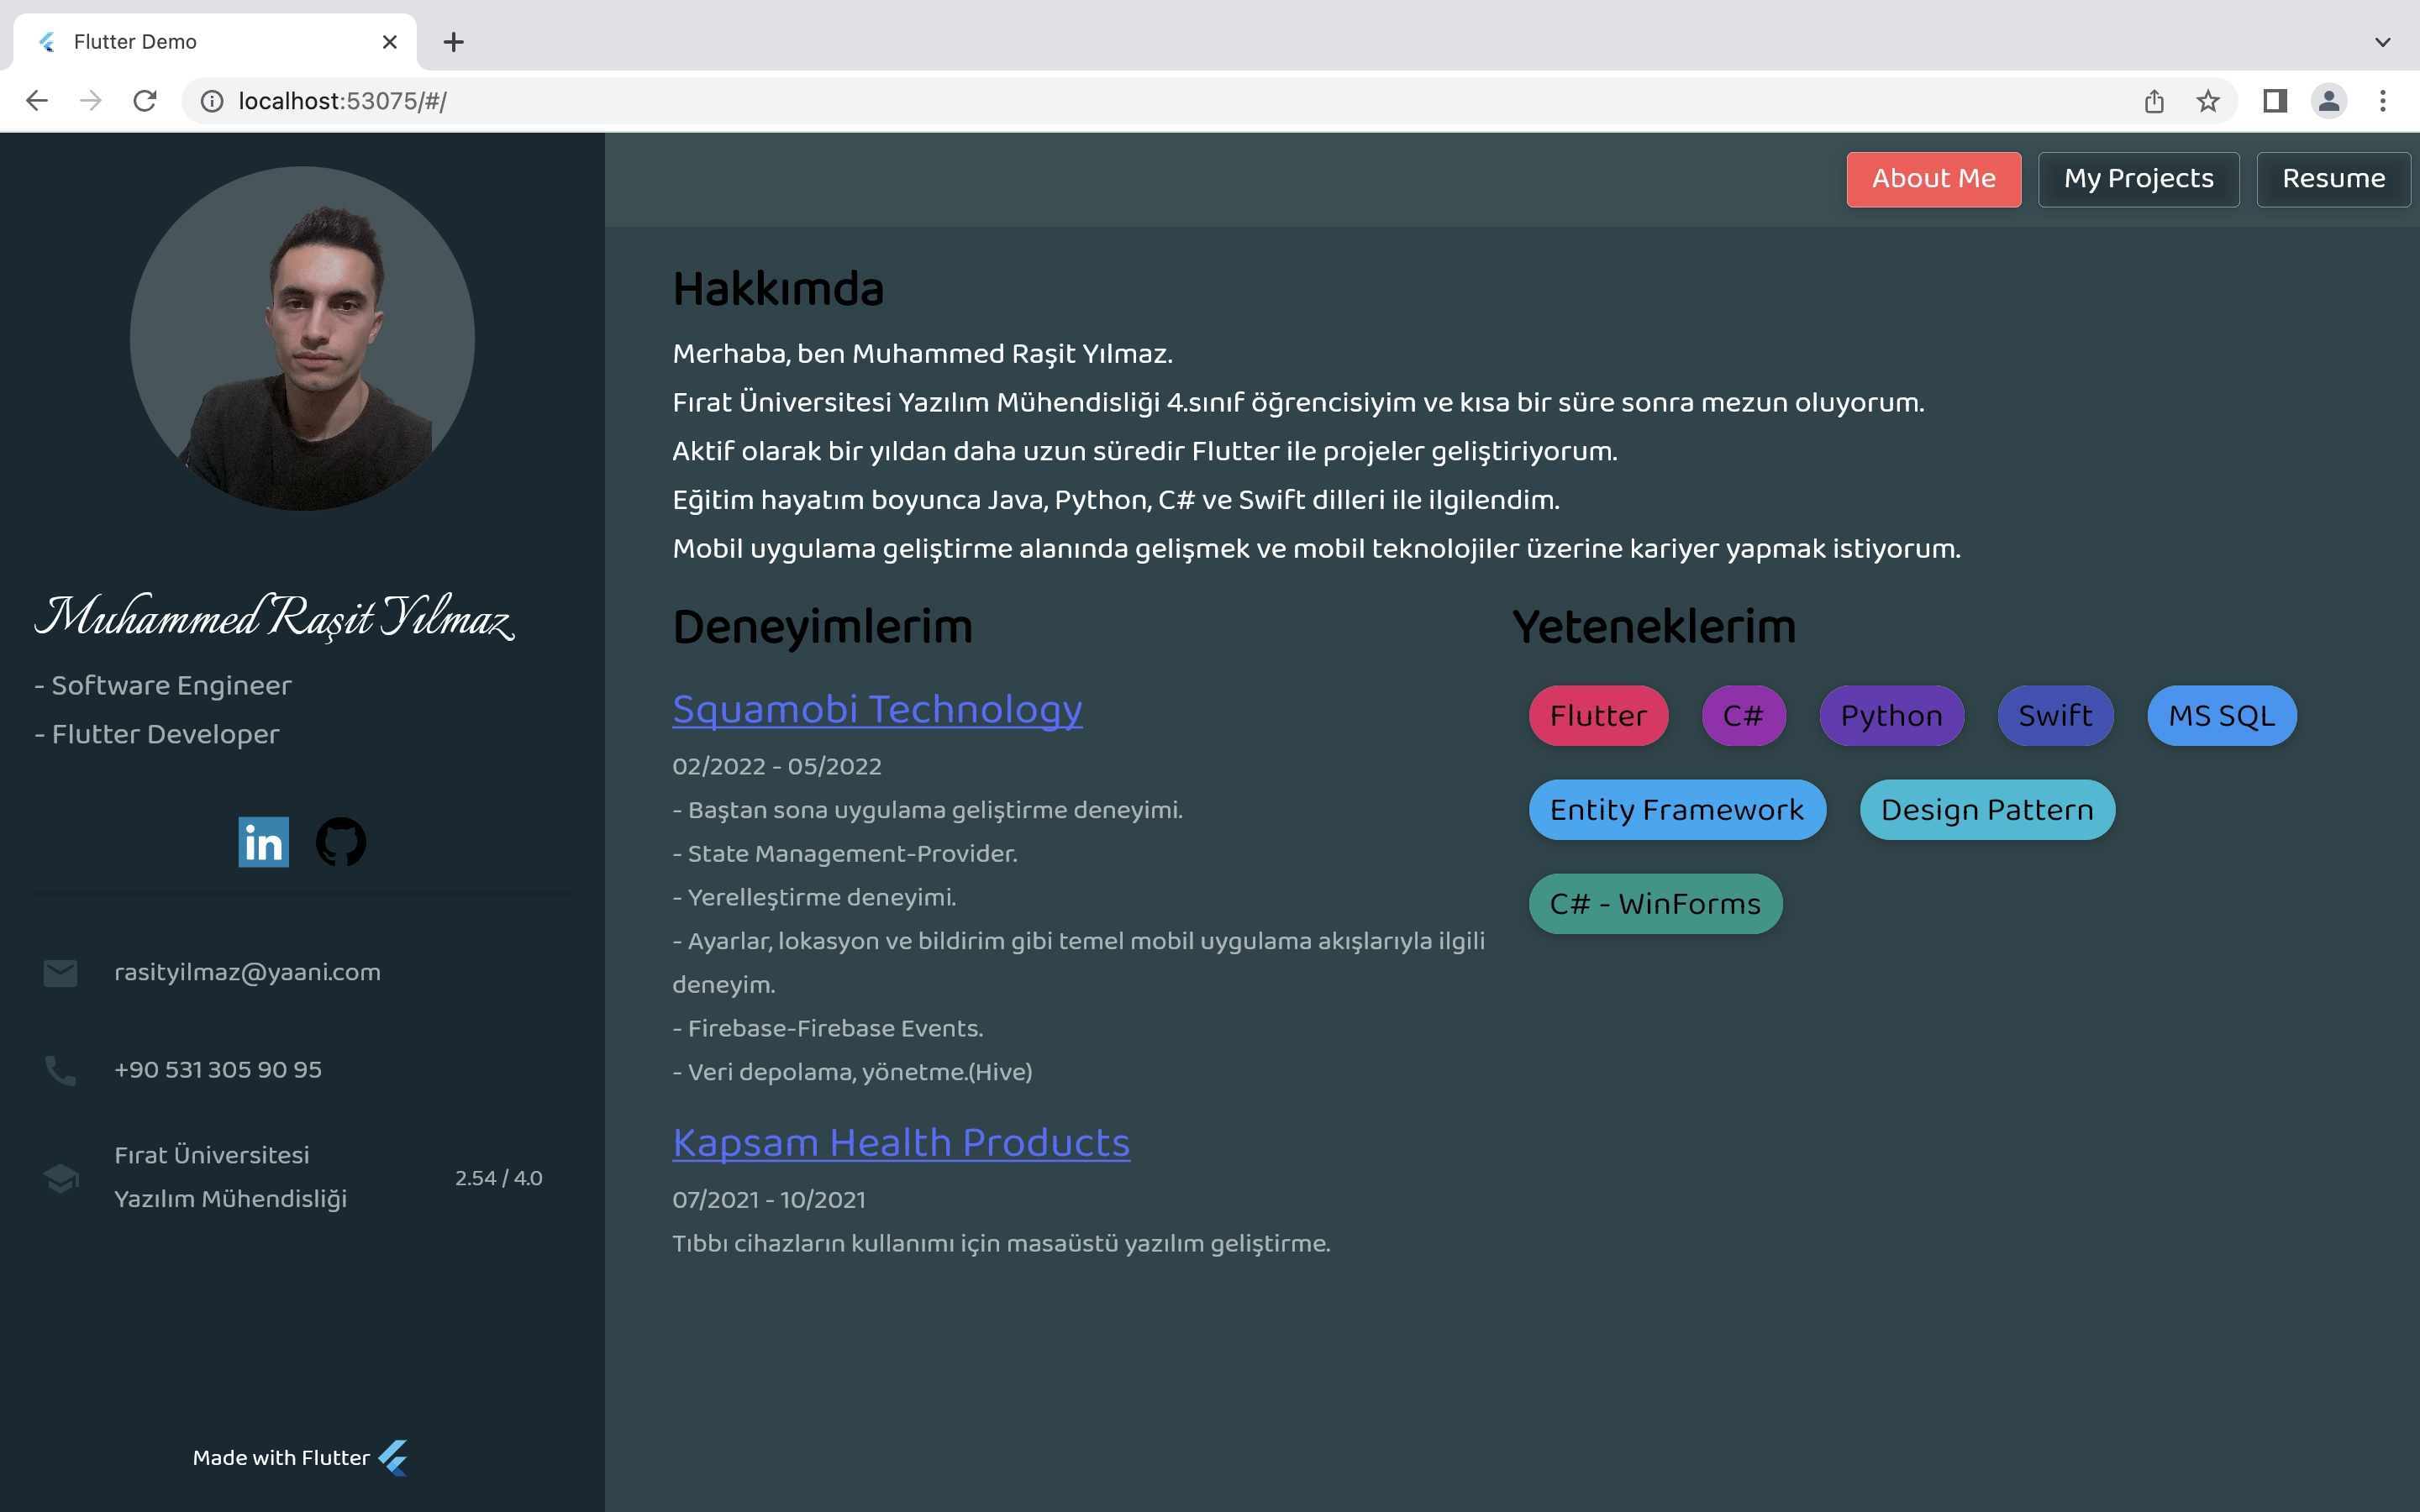 Flutter Demo
localhost:53075/#/
About Me
My Projects
Resume
Muhammed Raşit Yılmaz
- Software Engineer
- Flutter Developer
in
rasityilmaz@yaani.com
+90 531 305 90 95
Fırat Üniversitesi
Yazılım Mühendisliği
2.54 / 4.0
Made with Flutter
Hakkımda
Merhaba, ben Muhammed Raşit Yılmaz.
Fırat Üniversitesi Yazılım Mühendisliği 4.sınıf öğrencisiyim ve kısa bir süre sonra mezun oluyorum.
Aktif olarak bir yıldan daha uzun süredir Flutter ile projeler geliştiriyorum.
Eğitim hayatım boyunca Java, Python, C# ve Swift dilleri ile ilgilendim.
Mobil uygulama geliştirme alanında gelişmek ve mobil teknolojiler üzerine kariyer yapmak istiyorum.
Deneyimlerim
Squamobi Technology
02/2022 - 05/2022
- Baştan sona uygulama geliştirme deneyimi.
- State Management-Provider.
- Yerelleştirme deneyimi.
- Ayarlar, lokasyon ve bildirim gibi temel mobil uygulama akışlarıyla ilgili
deneyim.
- Firebase-Firebase Events.
- Veri depolama, yönetme.(Hive)
Kapsam Health Products
07/2021 - 10/2021
Tıbbı cihazların kullanımı için masaüstü yazılım geliştirme.
Yeteneklerim
Flutter
C#
Python
Swift
MS SQL
Entity Framework
Design Pattern
C# - WinForms